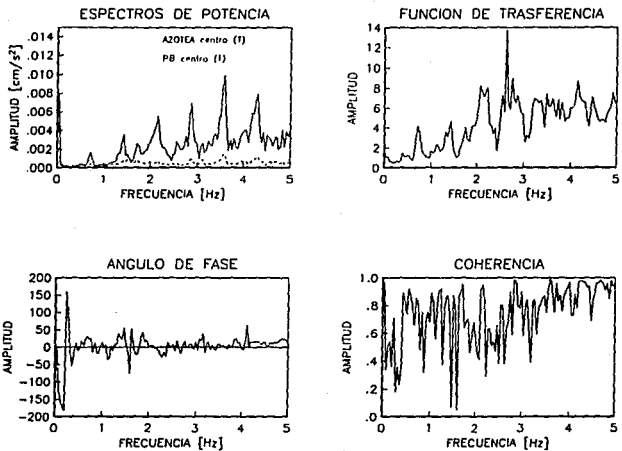 ESPECTROS DE POTENCIA
AZOTEA centro (T)
PB centro (T)
AMPLITUD [cm/s²]
.014
.012
.010
.008
.006
.004
.002
.000
0 1 2 3 4 5
FRECUENCIA [Hz]
FUNCION DE TRASFERENCIA
AMPLITUD
14
12
10
8
6
4
2
0
0 1 2 3 4 5
FRECUENCIA [Hz]
ANGULO DE FASE
AMPLITUD
200
150
100
50
0
-50
-100
-150
-200
0 1 2 3 4 5
FRECUENCIA [Hz]
COHERENCIA
AMPLITUD
1.0
.8
.6
.4
.2
.0
0 1 2 3 4 5
FRECUENCIA [Hz]